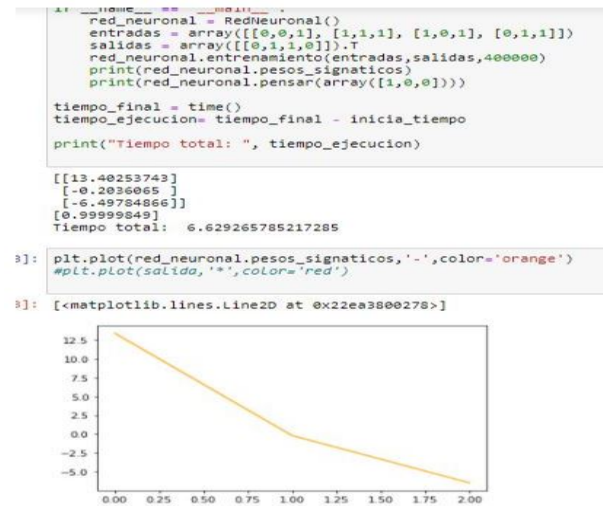 if __name__ == "__main__":
red_neuronal = RedNeuronal()
entradas = array([[0,0,1], [1,1,1], [1,0,1], [0,1,1]])
salidas = array([[0,1,1,0]]).T
red_neuronal.entrenamiento(entradas,salidas,400000)
print(red_neuronal.pesos_signaticos)
print(red_neuronal.pensar(array([1,0,0])))
tiempo_final = time()
tiempo_ejecucion= tiempo_final - inicia_tiempo
print("Tiempo total: ", tiempo_ejecucion)
[[13.40253743]
[-0.2036065 ]
[-6.49784866]]
[0.99999849]
Tiempo total: 6.629265785217285
]: plt.plot(red_neuronal.pesos_signaticos,'-',color='orange')
#plt.plot(salida,'*',color='red')
]: [<matplotlib.lines.Line2D at 0x22ea3800278>]
12.5
10.0
7.5
5.0
2.5
0.0
−2.5
−5.0
0.00 0.25 0.50 0.75 1.00 1.25 1.50 1.75 2.00